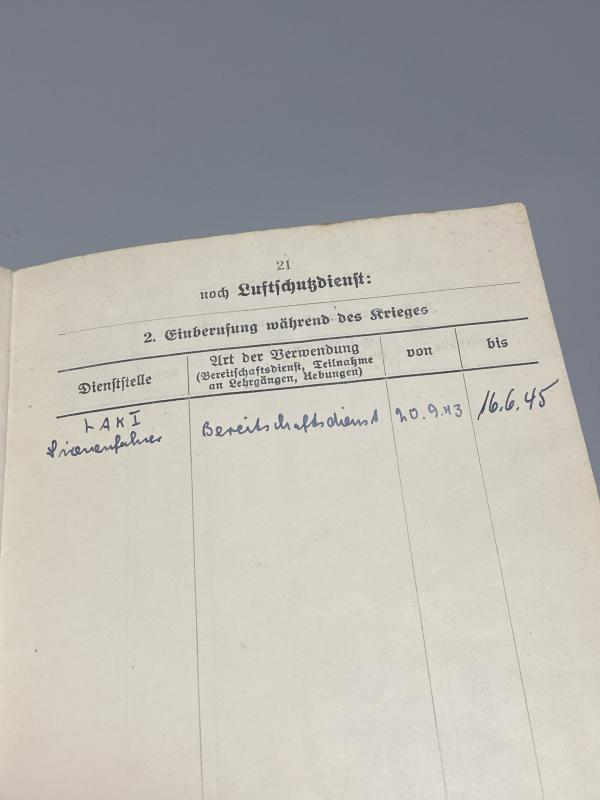 21
noch Luftschutzdienst:
2. Einberufung während des Krieges
Dienststelle
Art der Verwendung
(Bereitschaftsdienst, Teilnahme
an Lehrgängen, Uebungen)
von
bis
LAK I
Bereitschaftsdienst
20.9.43
16.6.45